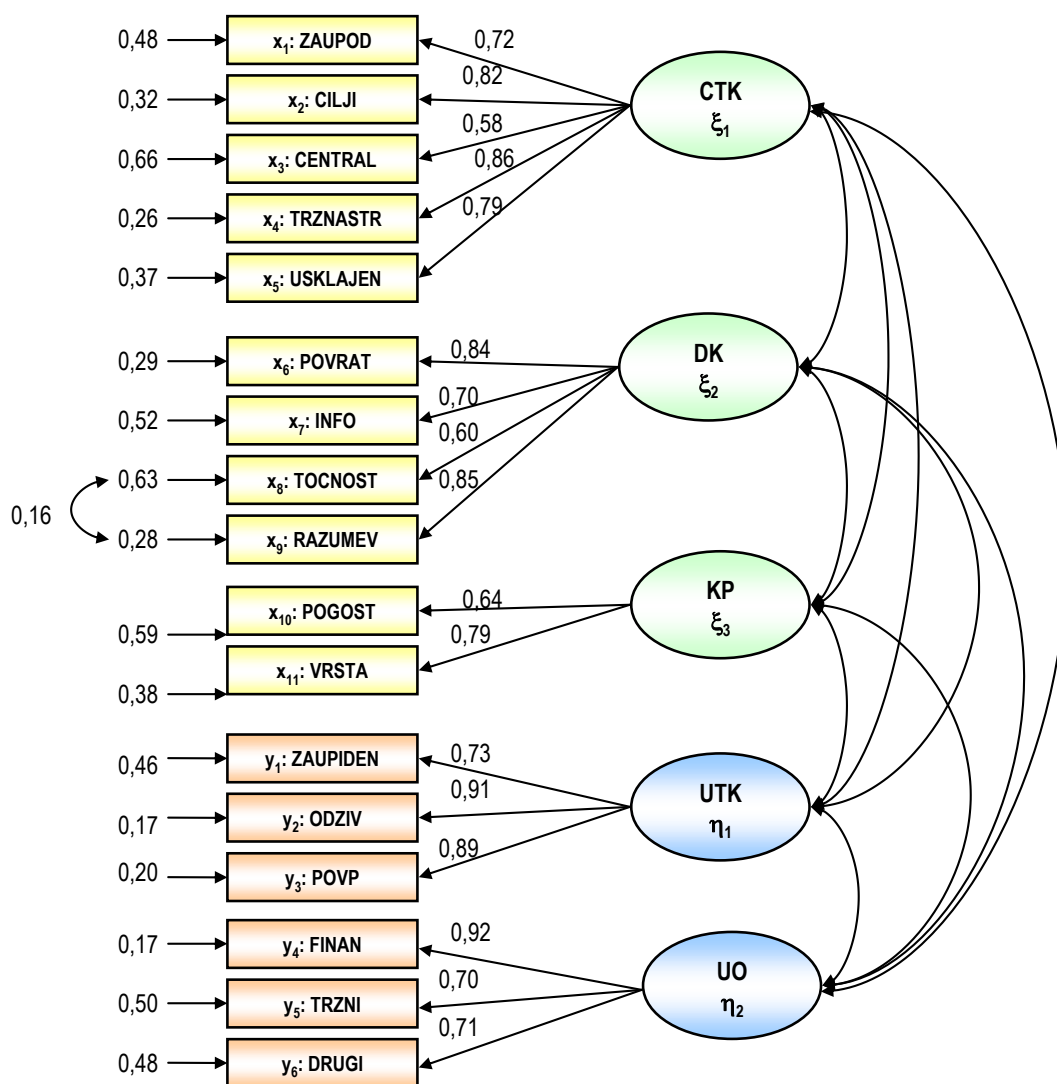 0,48 x1: ZAUPOD 0,72
0,32 x2: CILJI 0,82
CTK
ξ1
0,66 x3: CENTRAL 0,58
0,26 x4: TRZNASTR 0,86
0,37 x5: USKLAJEN 0,79
0,29 x6: POVRAT 0,84
DK
ξ2
0,52 x7: INFO 0,70
0,63 x8: TOCNOST 0,60
0,16
0,28 x9: RAZUMEV 0,85
0,59 x10: POGOST 0,64
KP
ξ3
0,38 x11: VRSTA 0,79
0,46 y1: ZAUPIDEN 0,73
0,17 y2: ODZIV 0,91
UTK
η1
0,20 y3: POVP 0,89
0,17 y4: FINAN 0,92
0,50 y5: TRZNI 0,70
UO
η2
0,48 y6: DRUGI 0,71